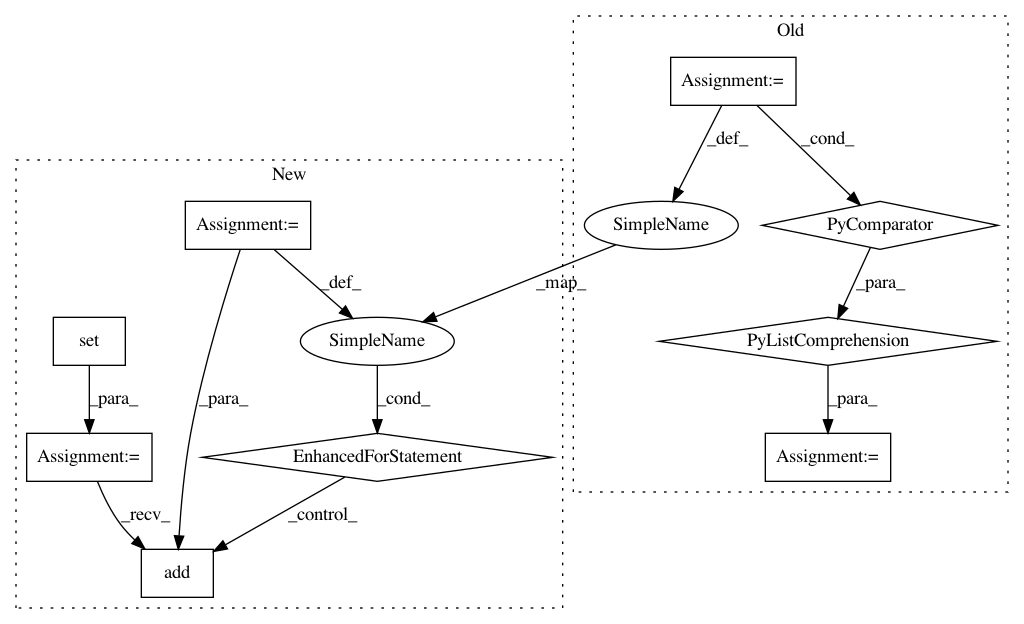 Old
Assignment:=
_def_
_cond_
New
Assignment:=
SimpleName
PyComparator
_def_
_map_
_para_
set
SimpleName
PyListComprehension
_para_
_para_
_cond_
_para_
Assignment:=
EnhancedForStatement
Assignment:=
_recv_
_control_
add